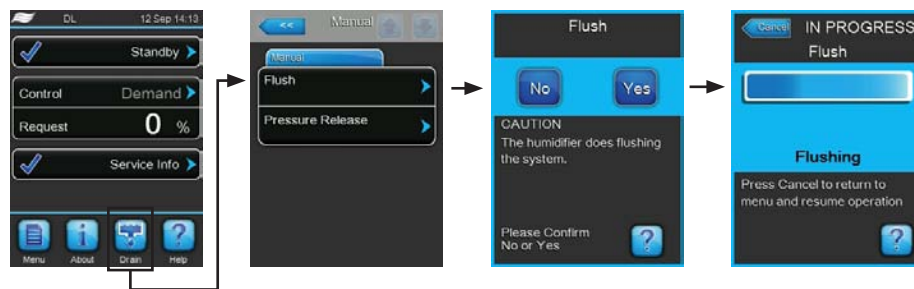 DL 12 Sep 14:13
Standby
Control Demand
Request 0 %
Service Info
Menu About Drain Help
<< Manual
Manual
Flush
Pressure Release
Flush
No Yes
CAUTION
The humidifier does flushing
the system.
Please Confirm
No or Yes
?
Cancel IN PROGRESS
Flush
Flushing
Press Cancel to return to
menu and resume operation
?